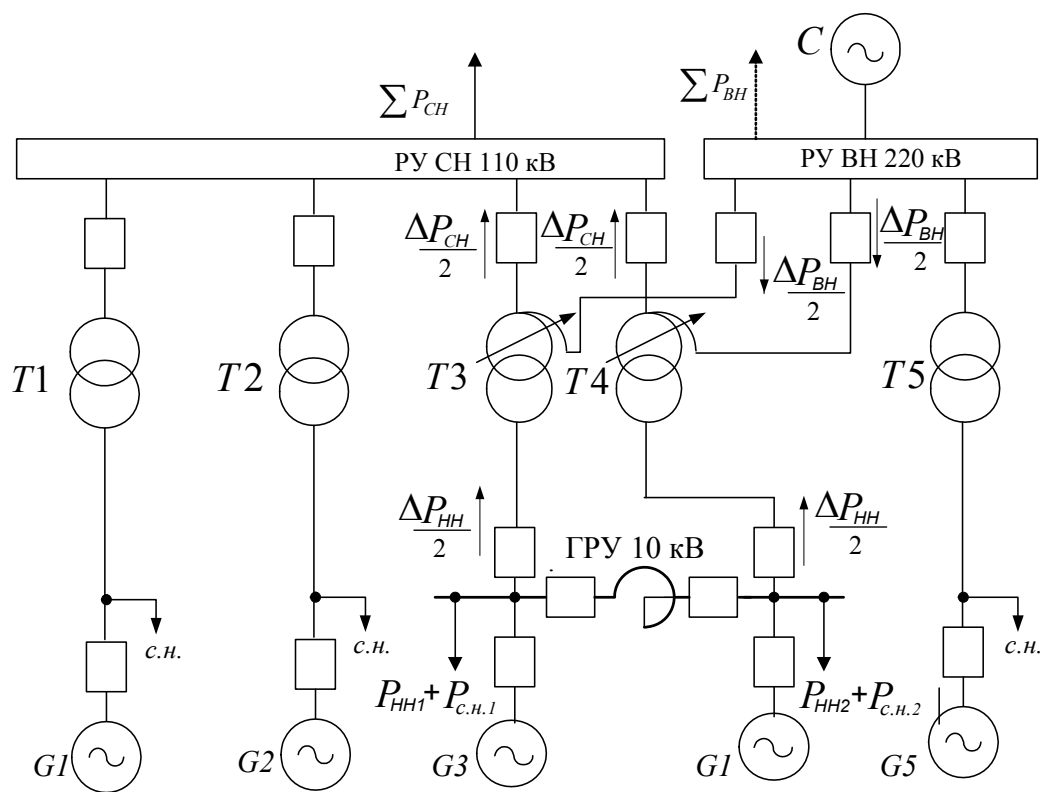 C
∑ P_CH
∑ P_BH
РУ СН 110 кВ
РУ ВН 220 кВ
ΔP_CH/2
ΔP_CH/2
ΔP_BH/2
ΔP_BH/2
T1
T2
T3
T4
T5
ΔP_HH/2
ΔP_HH/2
ГРУ 10 кВ
с.н.
с.н.
с.н.
P_HH1+P_с.н.1
P_HH2+P_с.н.2
G1
G2
G3
G1
G5